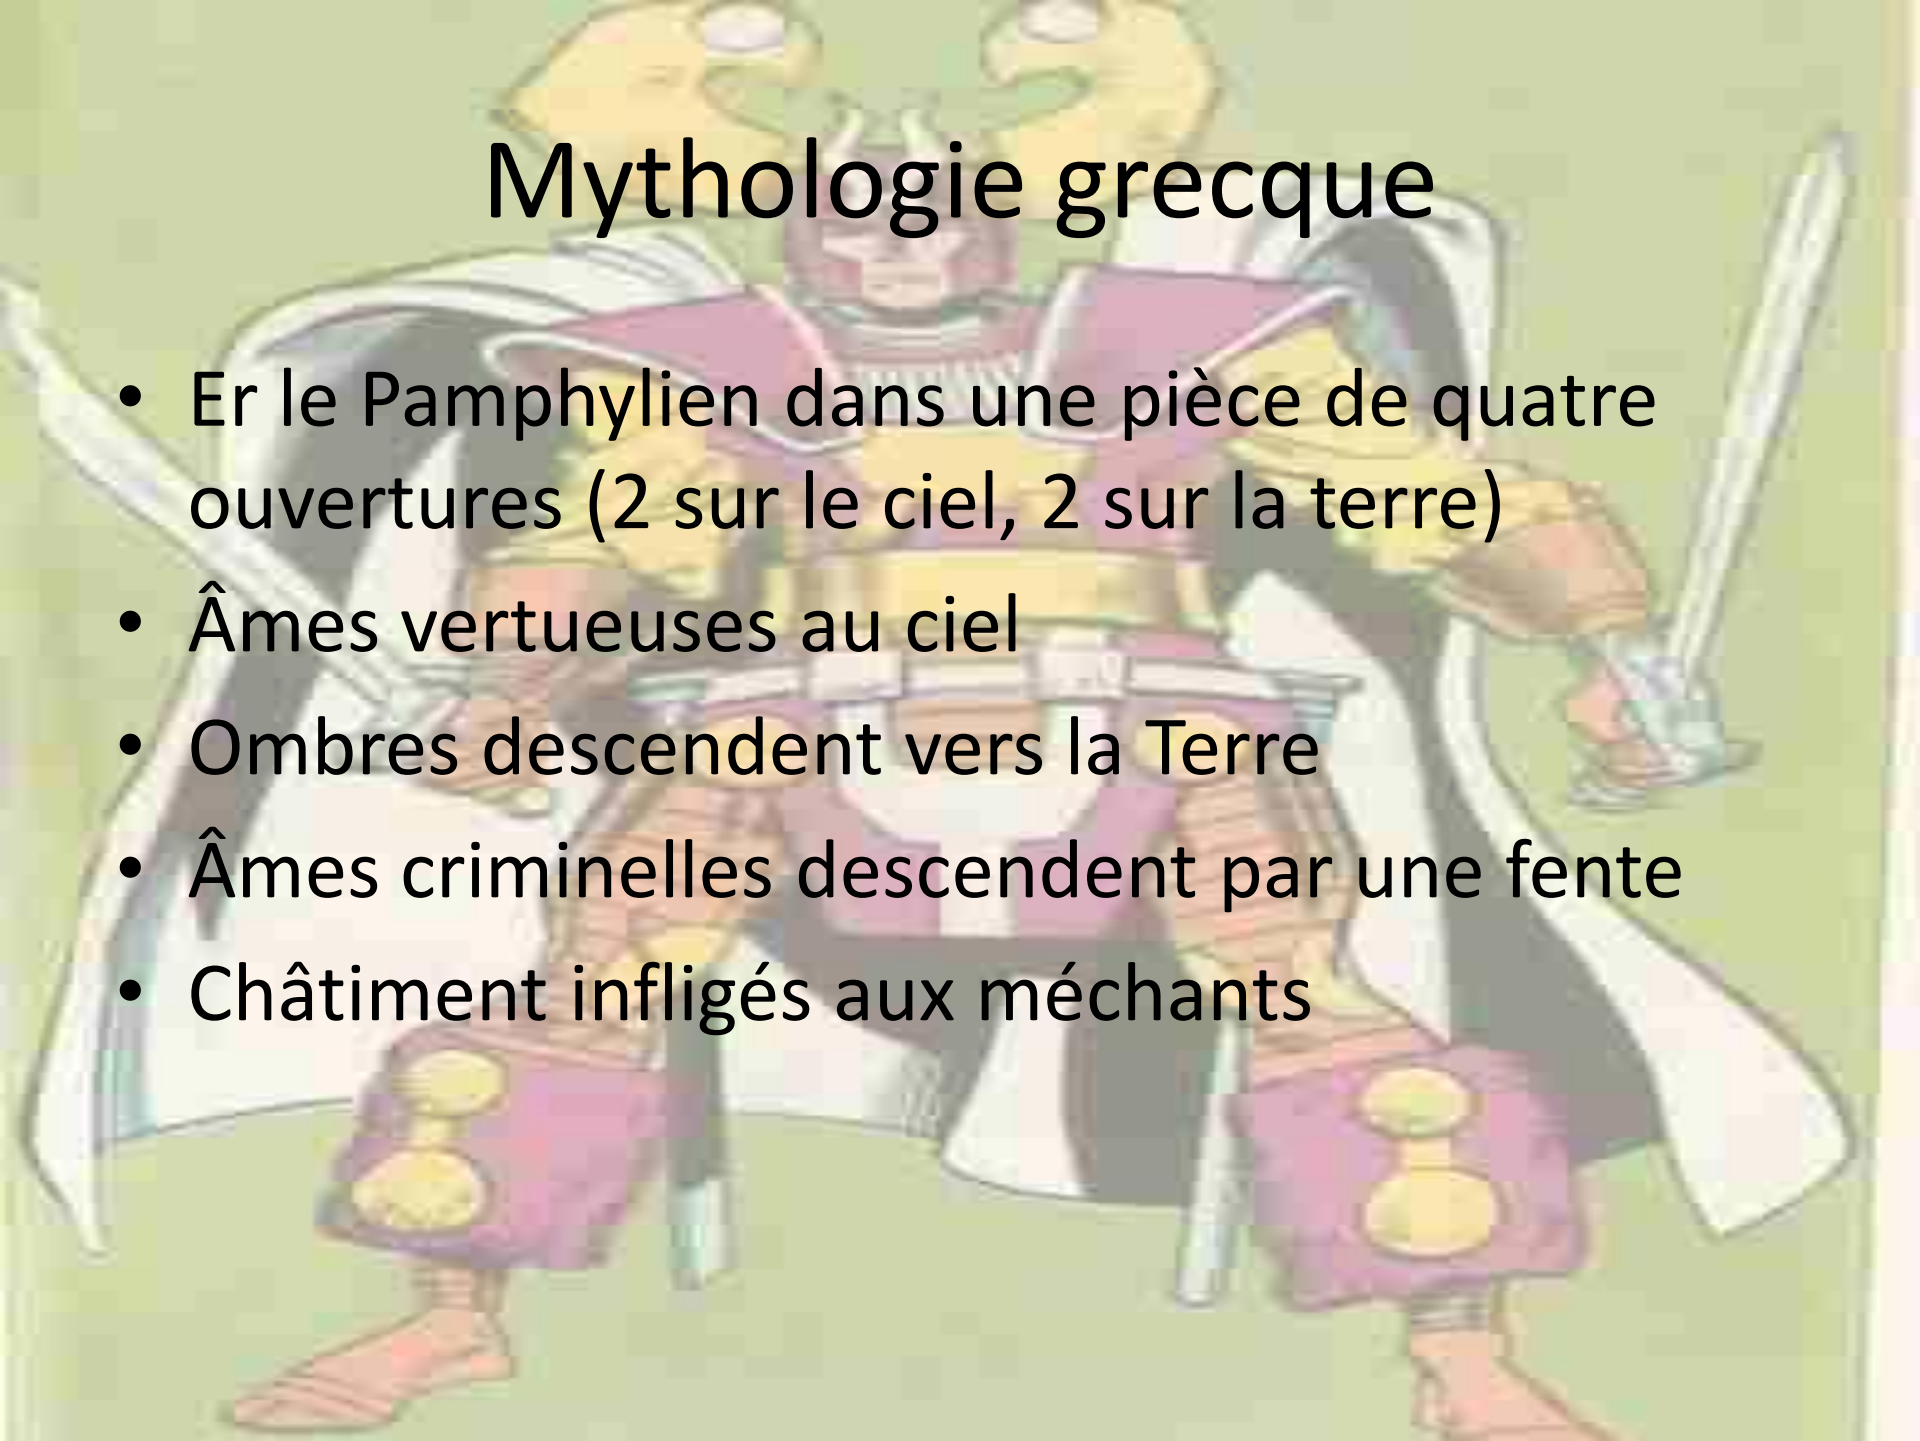 Mythologie grecque
• Er le Pamphylien dans une pièce de quatre
ouvertures (2 sur le ciel, 2 sur la terre)
• Âmes vertueuses au ciel
• Ombres descendent vers la Terre
• Âmes criminelles descendent par une fente
• Châtiment infligés aux méchants